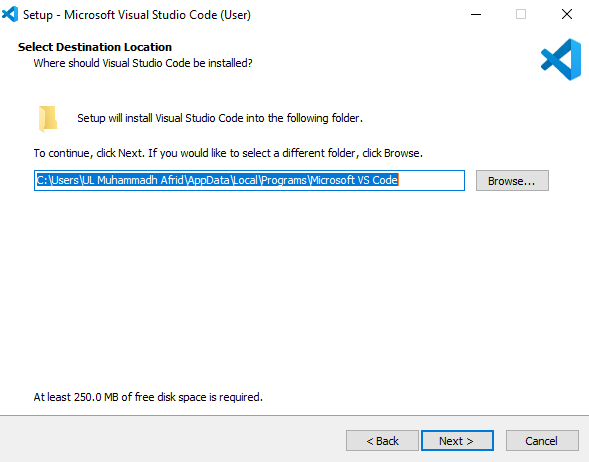 Setup - Microsoft Visual Studio Code (User)
Select Destination Location
Where should Visual Studio Code be installed?
Setup will install Visual Studio Code into the following folder.
To continue, click Next. If you would like to select a different folder, click Browse.
C:\Users\UL Muhammadh Afrid\AppData\Local\Programs\Microsoft VS Code
Browse...
At least 250.0 MB of free disk space is required.
< Back
Next >
Cancel